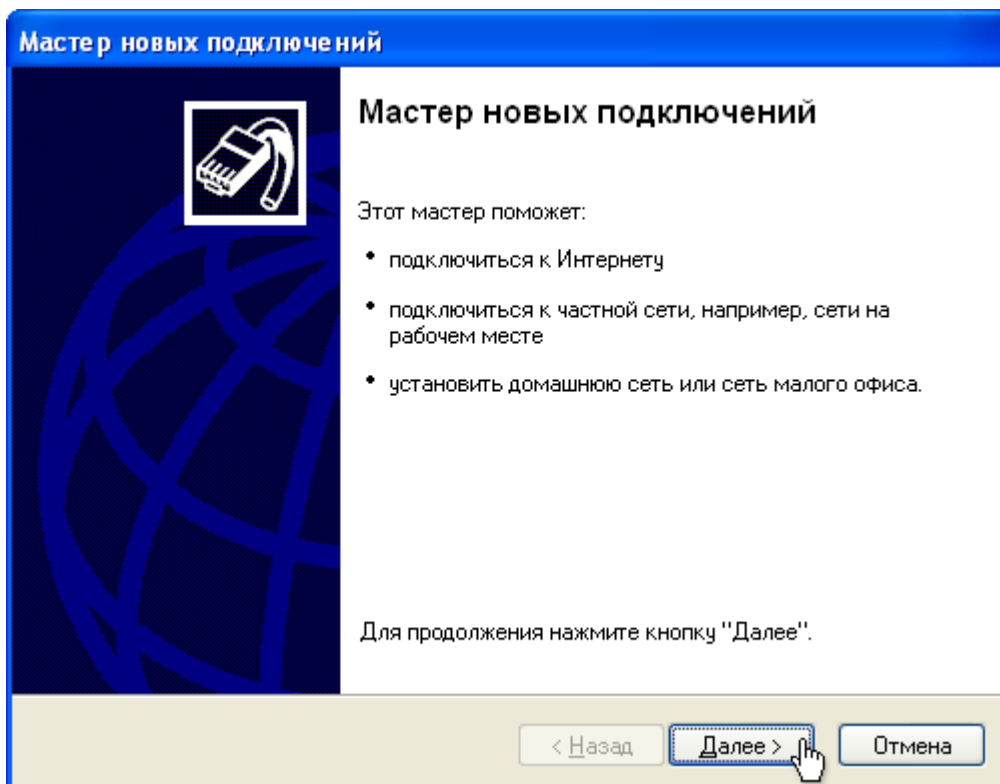 Мастер новых подключений
Мастер новых подключений
Этот мастер поможет:
• подключиться к Интернету
• подключиться к частной сети, например, сети на
рабочем месте
• установить домашнюю сеть или сеть малого офиса.
Для продолжения нажмите кнопку "Далее".
< Назад Далее > Отмена